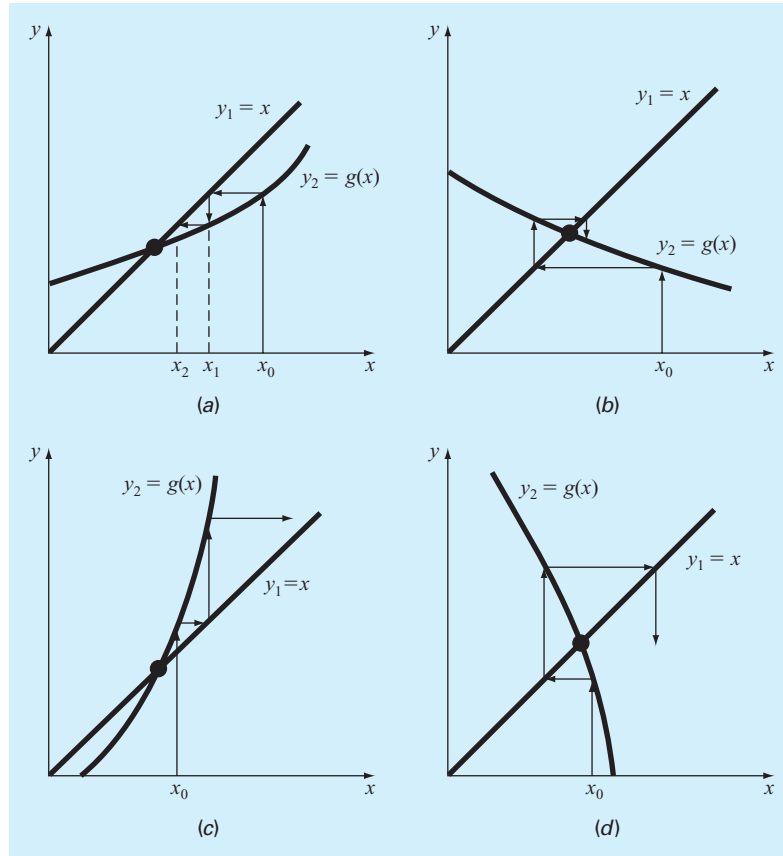 y
y₁ = x
y₂ = g(x)
x₂ x₁ x₀ x
(a)
y
y₁ = x
y₂ = g(x)
x₀ x
(b)
y
y₂ = g(x)
y₁=x
x₀ x
(c)
y
y₂ = g(x)
y₁ = x
x₀ x
(d)